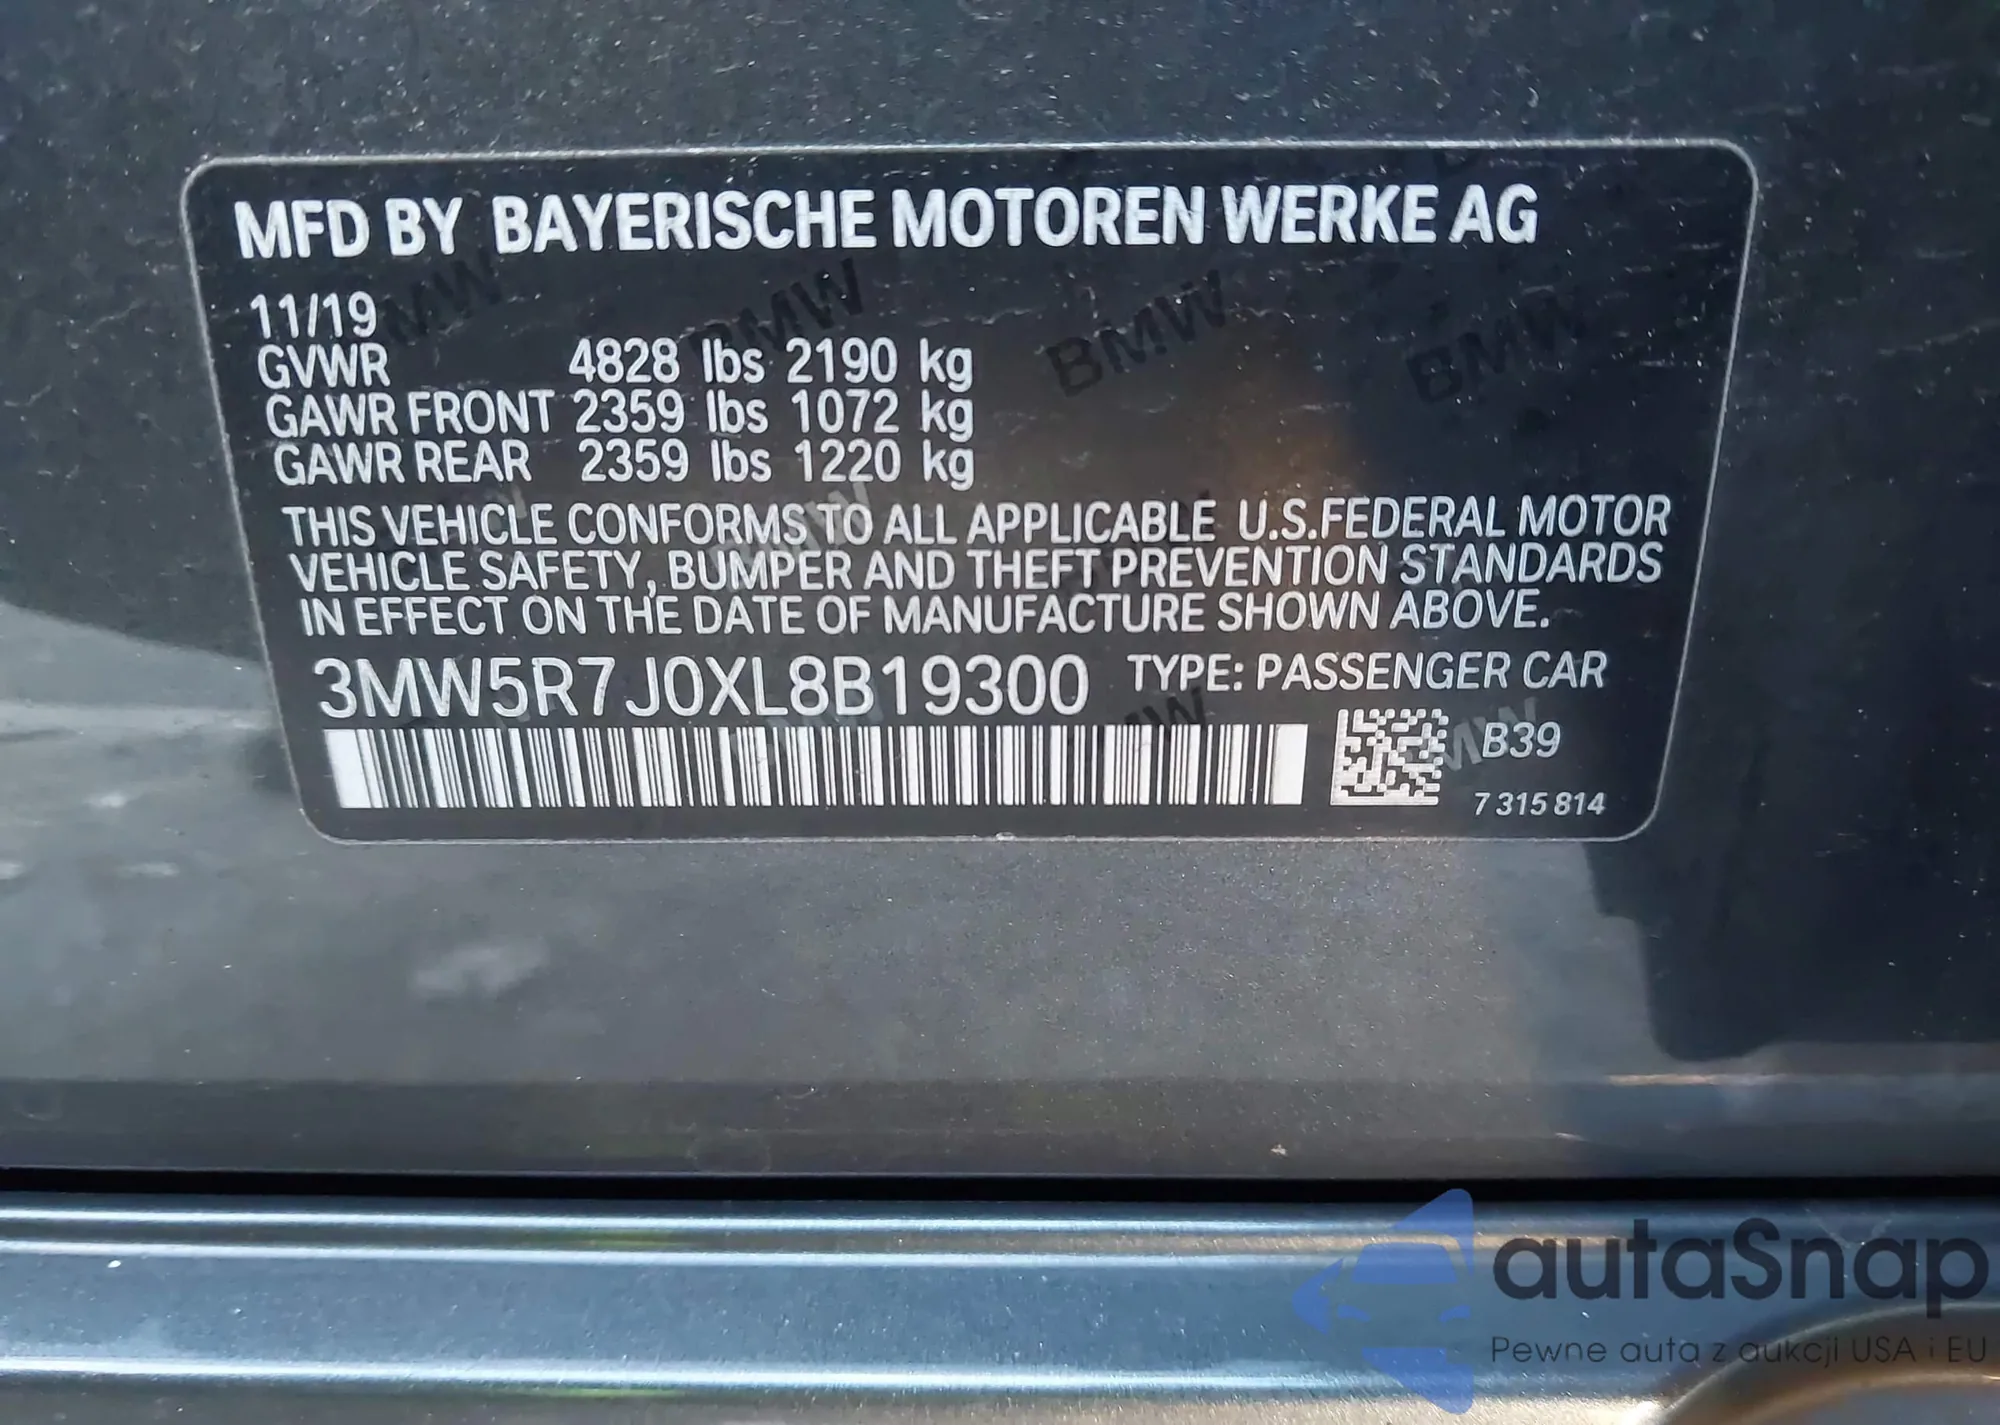 MFD BY BAYERISCHE MOTOREN WERKE AG
11/19
GVWR 4828 lbs 2190 kg
GAWR FRONT 2359 lbs 1072 kg
GAWR REAR 2359 lbs 1220 kg
THIS VEHICLE CONFORMS TO ALL APPLICABLE U.S.FEDERAL MOTOR
VEHICLE SAFETY, BUMPER AND THEFT PREVENTION STANDARDS
IN EFFECT ON THE DATE OF MANUFACTURE SHOWN ABOVE.
3MW5R7J0XL8B19300 TYPE: PASSENGER CAR
B39
7 315 814
autaSnap
Pewne auta z aukcji USA i EU